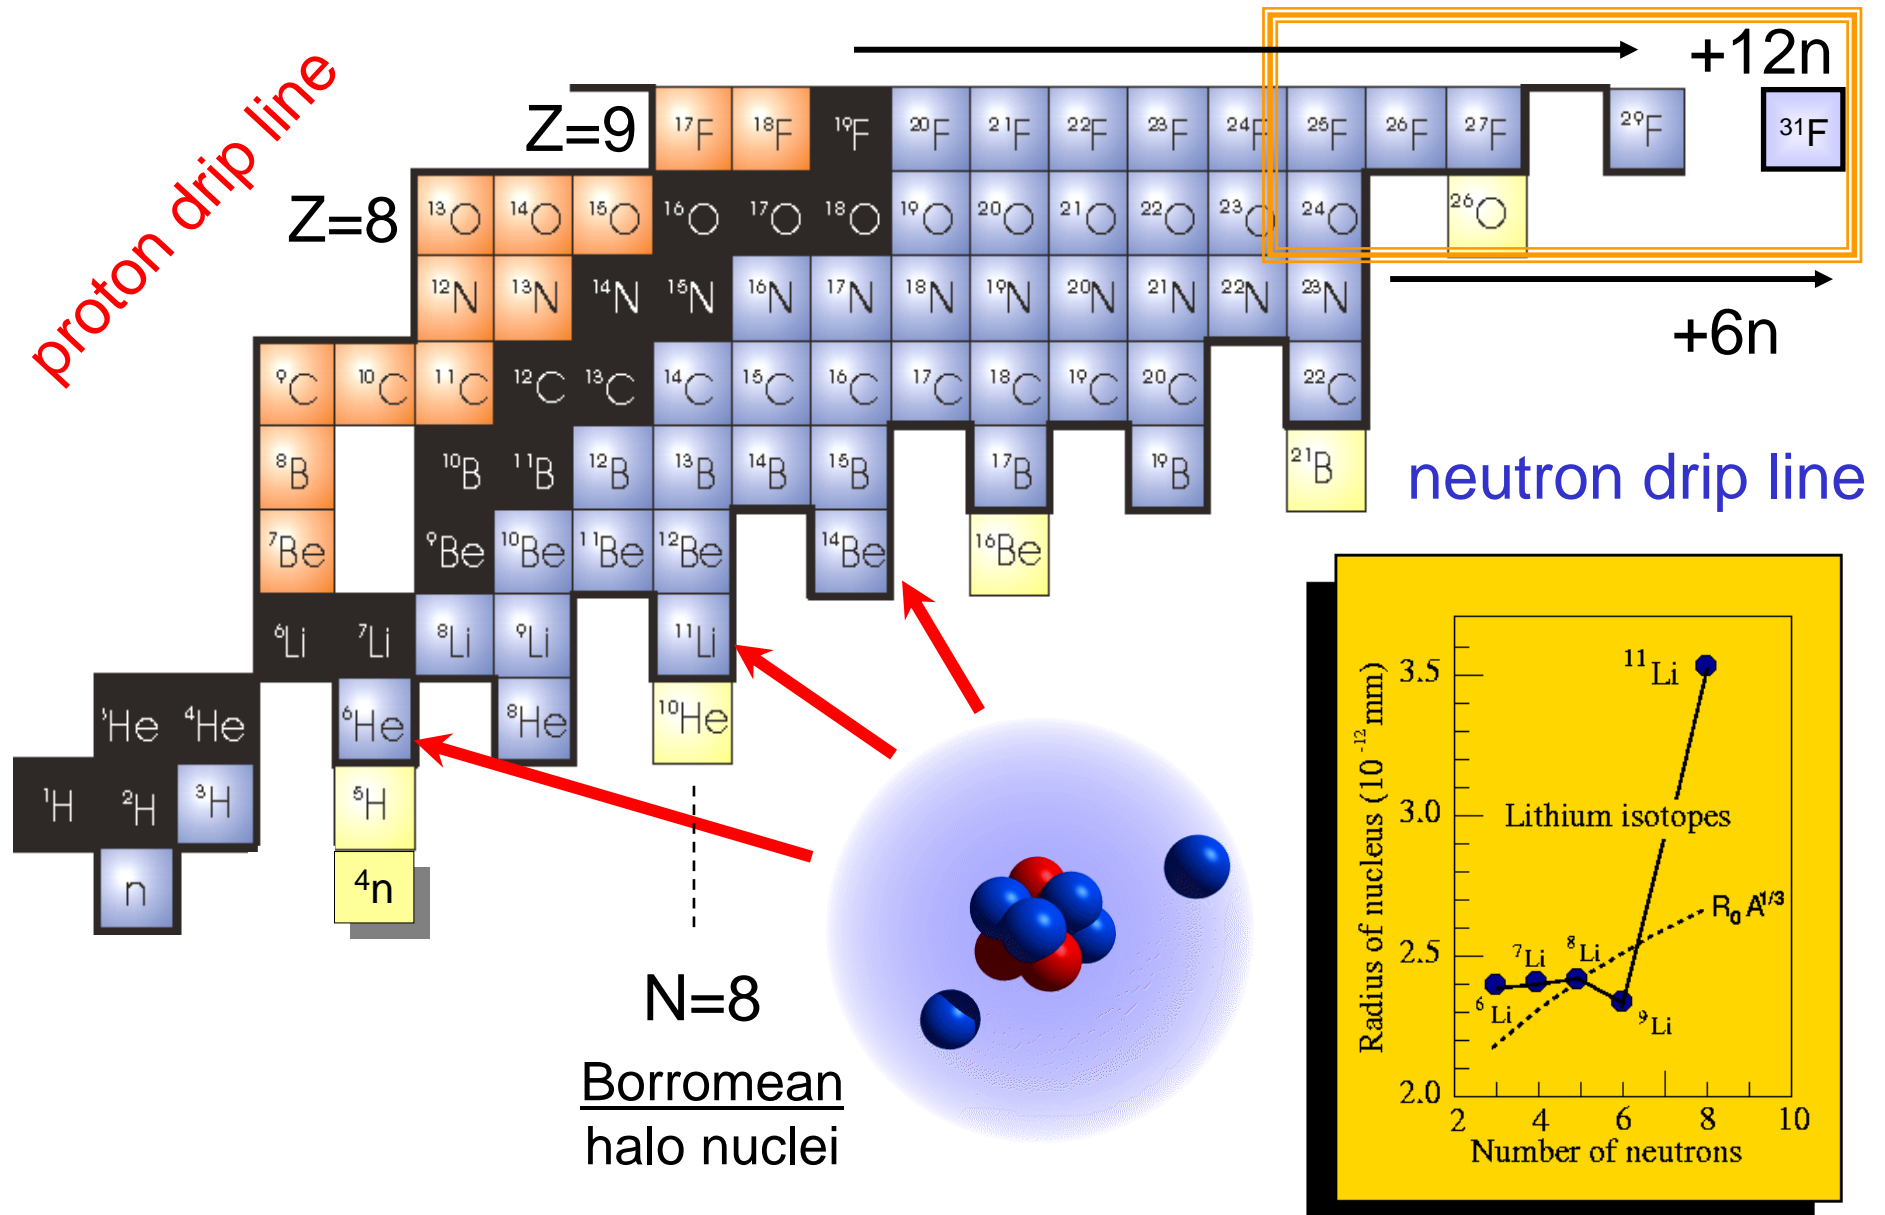 proton drip line
+12n
Z=9
¹⁷F ¹⁸F ¹⁹F ²⁰F ²¹F ²²F ²³F ²⁴F ²⁵F ²⁶F ²⁷F ²⁹F ³¹F
Z=8
¹³O ¹⁴O ¹⁵O ¹⁶O ¹⁷O ¹⁸O ¹⁹O ²⁰O ²¹O ²²O ²³O ²⁴O ²⁶O
¹²N ¹³N ¹⁴N ¹⁵N ¹⁶N ¹⁷N ¹⁸N ¹⁹N ²⁰N ²¹N ²²N ²³N
+6n
⁹C ¹⁰C ¹¹C ¹²C ¹³C ¹⁴C ¹⁵C ¹⁶C ¹⁷C ¹⁸C ¹⁹C ²⁰C ²²C
⁸B ¹⁰B ¹¹B ¹²B ¹³B ¹⁴B ¹⁵B ¹⁷B ¹⁹B ²¹B
neutron drip line
⁷Be ⁹Be ¹⁰Be ¹¹Be ¹²Be ¹⁴Be ¹⁶Be
⁶Li ⁷Li ⁸Li ⁹Li ¹¹Li
³He ⁴He ⁶He ⁸He ¹⁰He
¹H ²H ³H ⁵H
n ⁴n
N=8
Borromean
halo nuclei
Radius of nucleus (10⁻¹²mm)
3.5
3.0
2.5
2.0
¹¹Li
Lithium isotopes
R₀ A¹/³
⁷Li ⁸Li
⁶Li ⁹Li
2 4 6 8 10
Number of neutrons